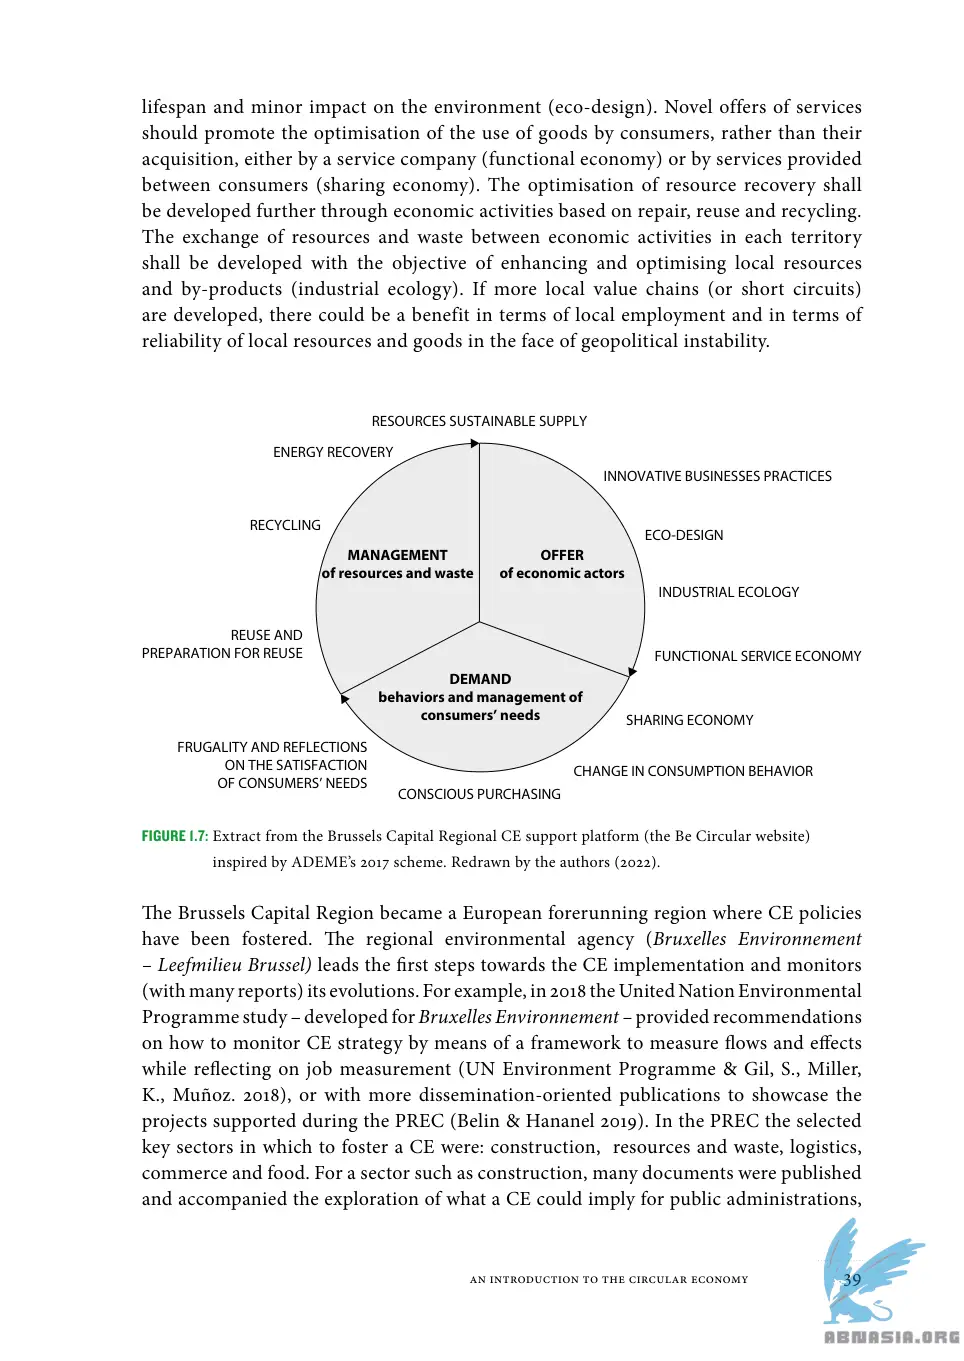 lifespan and minor impact on the environment (eco-design). Novel offers of services
should promote the optimisation of the use of goods by consumers, rather than their
acquisition, either by a service company (functional economy) or by services provided
between consumers (sharing economy). The optimisation of resource recovery shall
be developed further through economic activities based on repair, reuse and recycling.
The exchange of resources and waste between economic activities in each territory
shall be developed with the objective of enhancing and optimising local resources
and by-products (industrial ecology). If more local value chains (or short circuits)
are developed, there could be a benefit in terms of local employment and in terms of
reliability of local resources and goods in the face of geopolitical instability.
RESOURCES SUSTAINABLE SUPPLY
ENERGY RECOVERY
INNOVATIVE BUSINESSES PRACTICES
RECYCLING
ECO-DESIGN
MANAGEMENT
of resources and waste
OFFER
of economic actors
INDUSTRIAL ECOLOGY
REUSE AND
PREPARATION FOR REUSE
FUNCTIONAL SERVICE ECONOMY
DEMAND
behaviors and management of
consumers’ needs
SHARING ECONOMY
FRUGALITY AND REFLECTIONS
ON THE SATISFACTION
OF CONSUMERS’ NEEDS
CHANGE IN CONSUMPTION BEHAVIOR
CONSCIOUS PURCHASING
FIGURE 1.7: Extract from the Brussels Capital Regional CE support platform (the Be Circular website)
inspired by ADEME’s 2017 scheme. Redrawn by the authors (2022).
The Brussels Capital Region became a European forerunning region where CE policies
have been fostered. The regional environmental agency (Bruxelles Environnement
– Leefmilieu Brussel) leads the first steps towards the CE implementation and monitors
(with many reports) its evolutions. For example, in 2018 the United Nation Environmental
Programme study – developed for Bruxelles Environnement – provided recommendations
on how to monitor CE strategy by means of a framework to measure flows and effects
while reflecting on job measurement (UN Environment Programme & Gil, S., Miller,
K., Muñoz. 2018), or with more dissemination-oriented publications to showcase the
projects supported during the PREC (Belin & Hananel 2019). In the PREC the selected
key sectors in which to foster a CE were: construction, resources and waste, logistics,
commerce and food. For a sector such as construction, many documents were published
and accompanied the exploration of what a CE could imply for public administrations,
AN INTRODUCTION TO THE CIRCULAR ECONOMY 39
ABNASIA.ORG